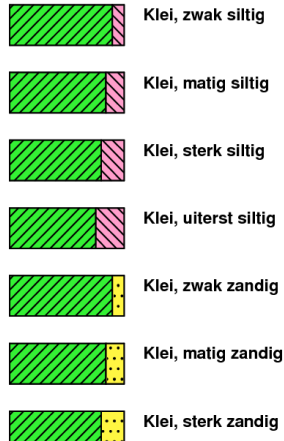 Klei, zwak siltig
Klei, matig siltig
Klei, sterk siltig
Klei, uiterst siltig
Klei, zwak zandig
Klei, matig zandig
Klei, sterk zandig